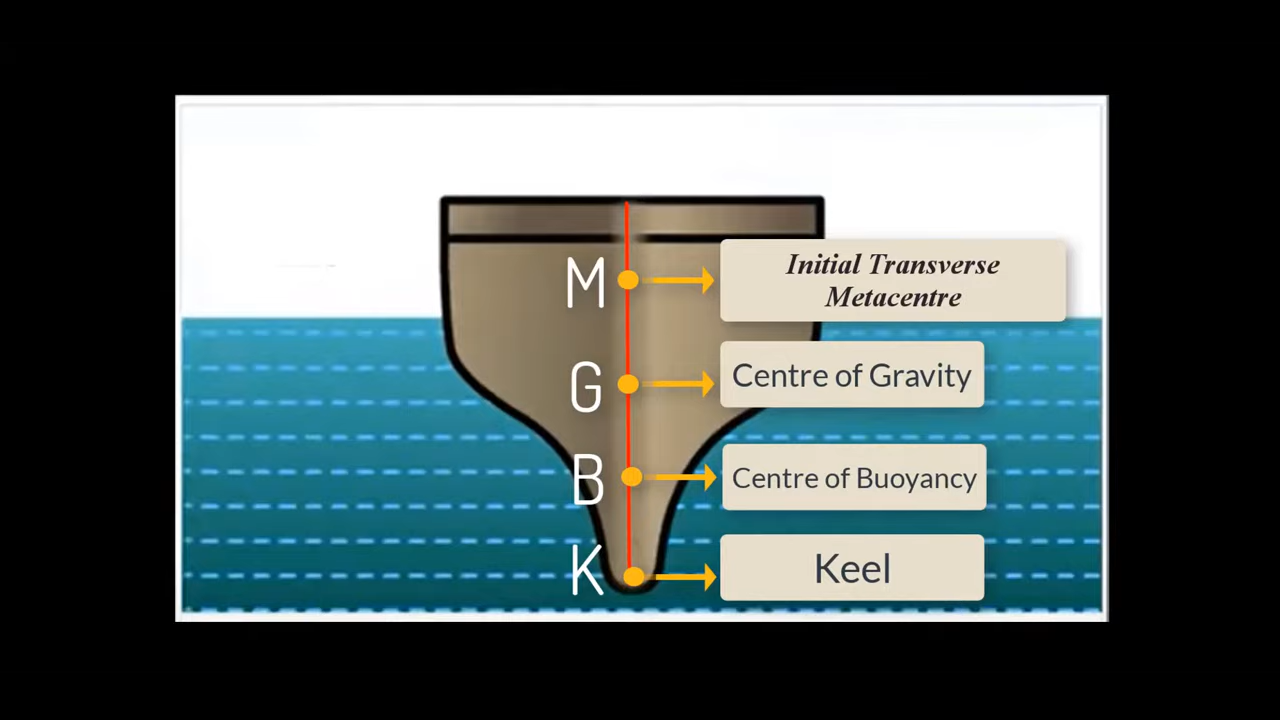 M
Initial Transverse
Metacentre
G
Centre of Gravity
B
Centre of Buoyancy
K
Keel